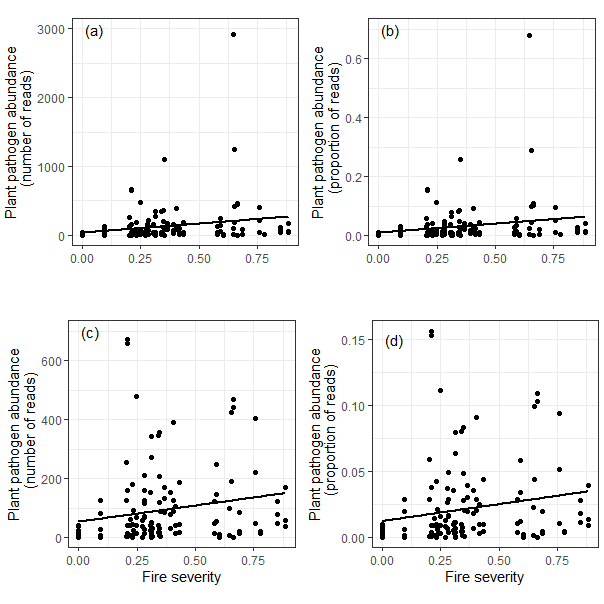 (a)
Plant pathogen abundance
(number of reads)
3000
2000
1000
0
0.00 0.25 0.50 0.75
(b)
Plant pathogen abundance
(proportion of reads)
0.6
0.4
0.2
0.0
0.00 0.25 0.50 0.75
(c)
Plant pathogen abundance
(number of reads)
600
400
200
0
0.00 0.25 0.50 0.75
Fire severity
(d)
Plant pathogen abundance
(proportion of reads)
0.15
0.10
0.05
0.00
0.00 0.25 0.50 0.75
Fire severity